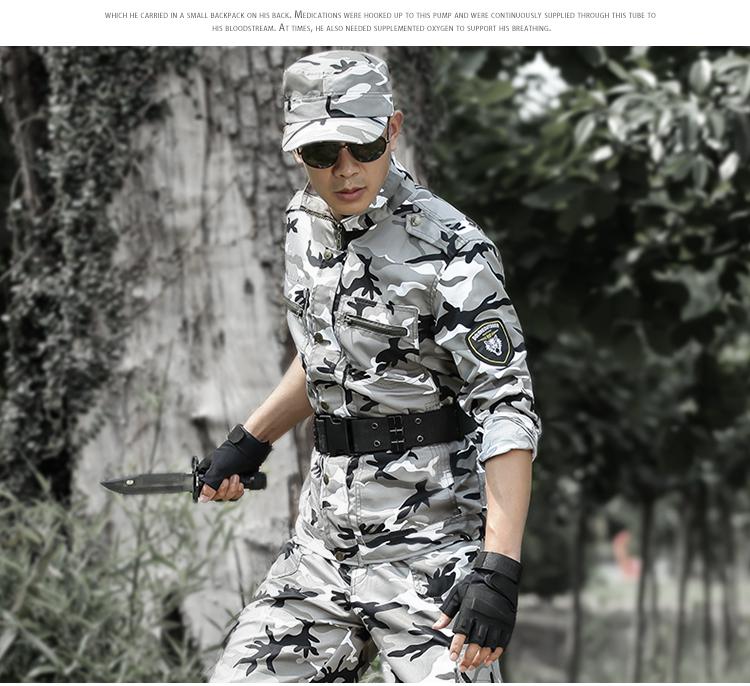 WHICH HE CARRIED IN A SMALL BACKPACK ON HIS BACK. MEDICATIONS WERE HOOKED UP TO THIS PUMP AND WERE CONTINUOUSLY SUPPLIED THROUGH THIS TUBE TO
HIS BLOODSTREAM. AT TIMES, HE ALSO NEEDED SUPPLEMENTED OXYGEN TO SUPPORT HIS BREATHING.